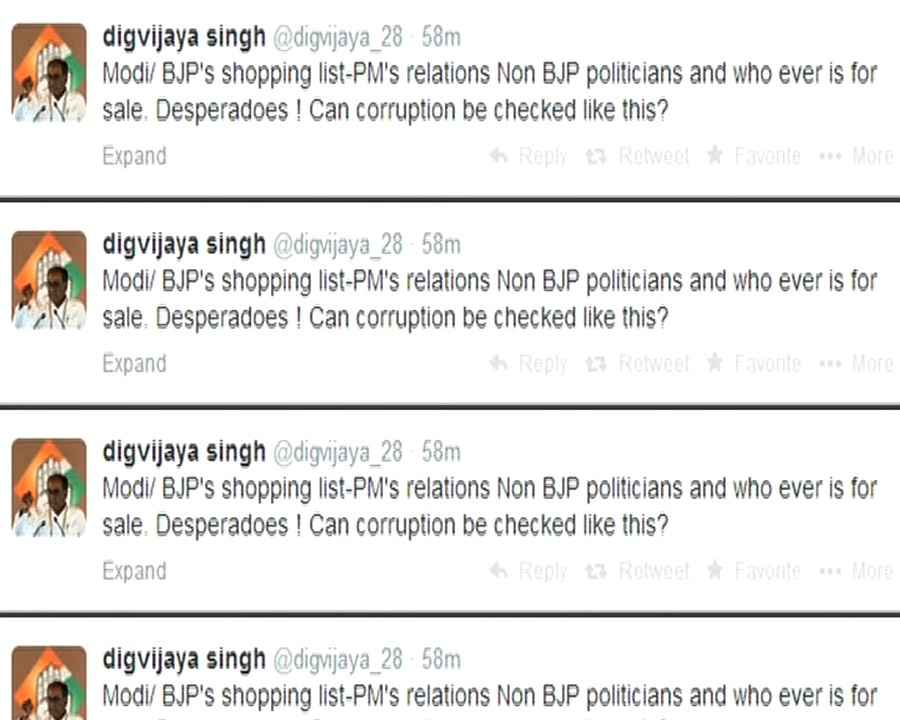 digvijaya singh @digvijaya_28 · 58m
Modi/ BJP's shopping list-PM's relations Non BJP politicians and who ever is for
sale. Desperadoes ! Can corruption be checked like this?
Expand Reply Retweet Favorite ••• More
digvijaya singh @digvijaya_28 · 58m
Modi/ BJP's shopping list-PM's relations Non BJP politicians and who ever is for
sale. Desperadoes ! Can corruption be checked like this?
Expand Reply Retweet Favorite ••• More
digvijaya singh @digvijaya_28 · 58m
Modi/ BJP's shopping list-PM's relations Non BJP politicians and who ever is for
sale. Desperadoes ! Can corruption be checked like this?
Expand Reply Retweet Favorite ••• More
digvijaya singh @digvijaya_28 · 58m
Modi/ BJP's shopping list-PM's relations Non BJP politicians and who ever is for